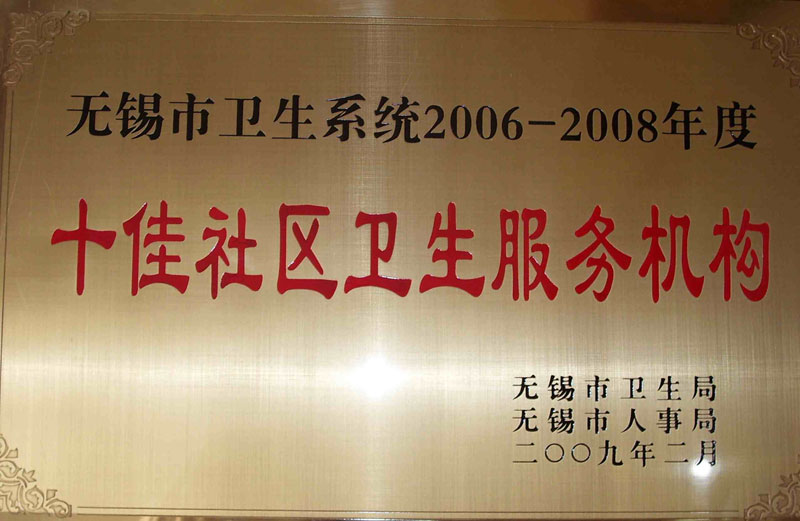 无锡市卫生系统2006-2008年度
十佳社区卫生服务机构
无锡市卫生局
无锡市人事局
二〇〇九年二月